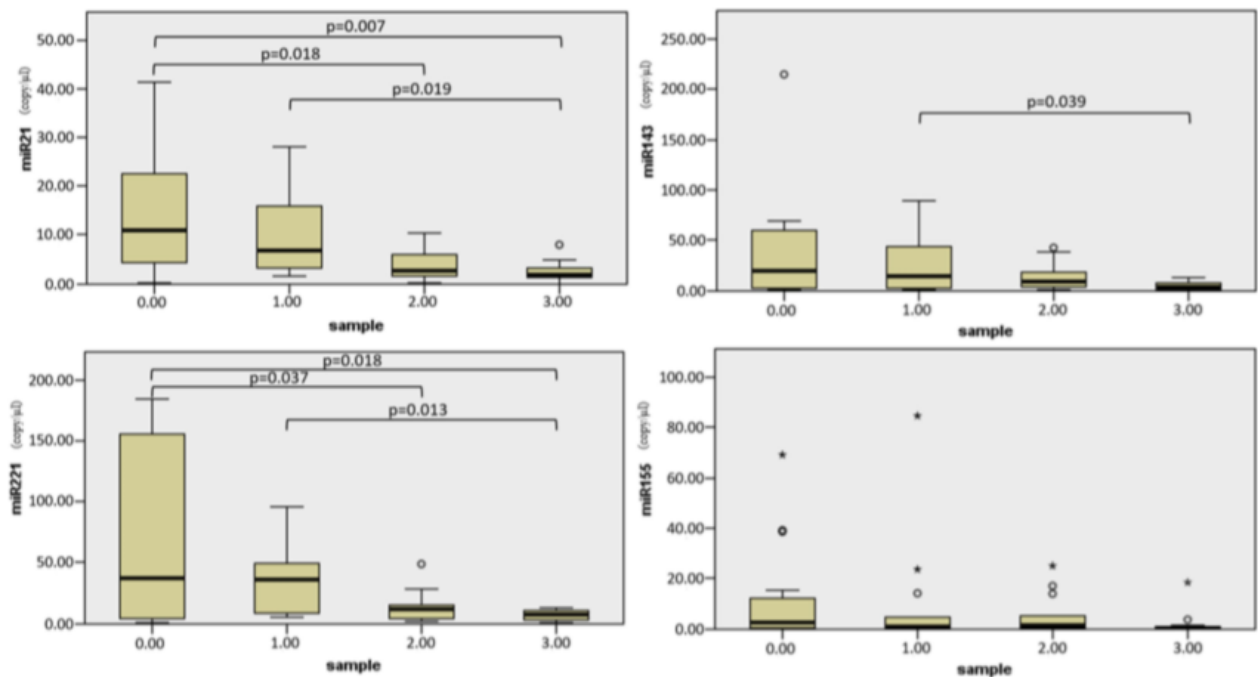 50.00
40.00
30.00
20.00
10.00
0.00
miR21 (copy/µl)
p=0.007
p=0.018
p=0.019
0.00 1.00 2.00 3.00
sample
250.00
200.00
150.00
100.00
50.00
0.00
miR143 (copy/µl)
p=0.039
0.00 1.00 2.00 3.00
sample
200.00
150.00
100.00
50.00
0.00
miR221 (copy/µl)
p=0.018
p=0.037
p=0.013
0.00 1.00 2.00 3.00
sample
100.00
80.00
60.00
40.00
20.00
0.00
miR155 (copy/µl)
0.00 1.00 2.00 3.00
sample